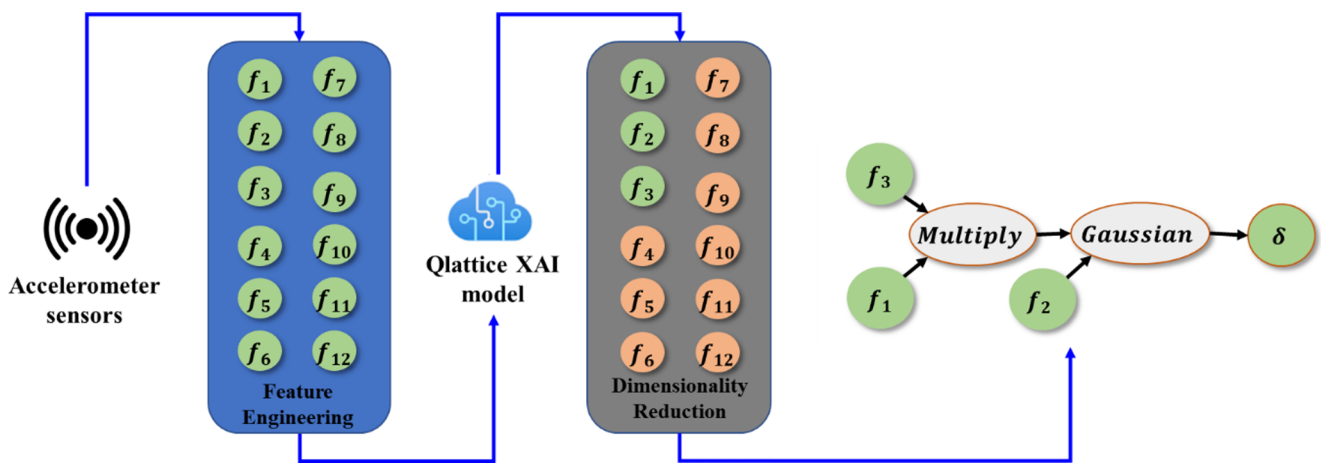 Accelerometer
sensors
f1 f7
f2 f8
f3 f9
f4 f10
f5 f11
f6 f12
Feature
Engineering
Qlattice XAI
model
f1 f7
f2 f8
f3 f9
f4 f10
f5 f11
f6 f12
Dimensionality
Reduction
f3
Multiply
Gaussian
δ
f1
f2